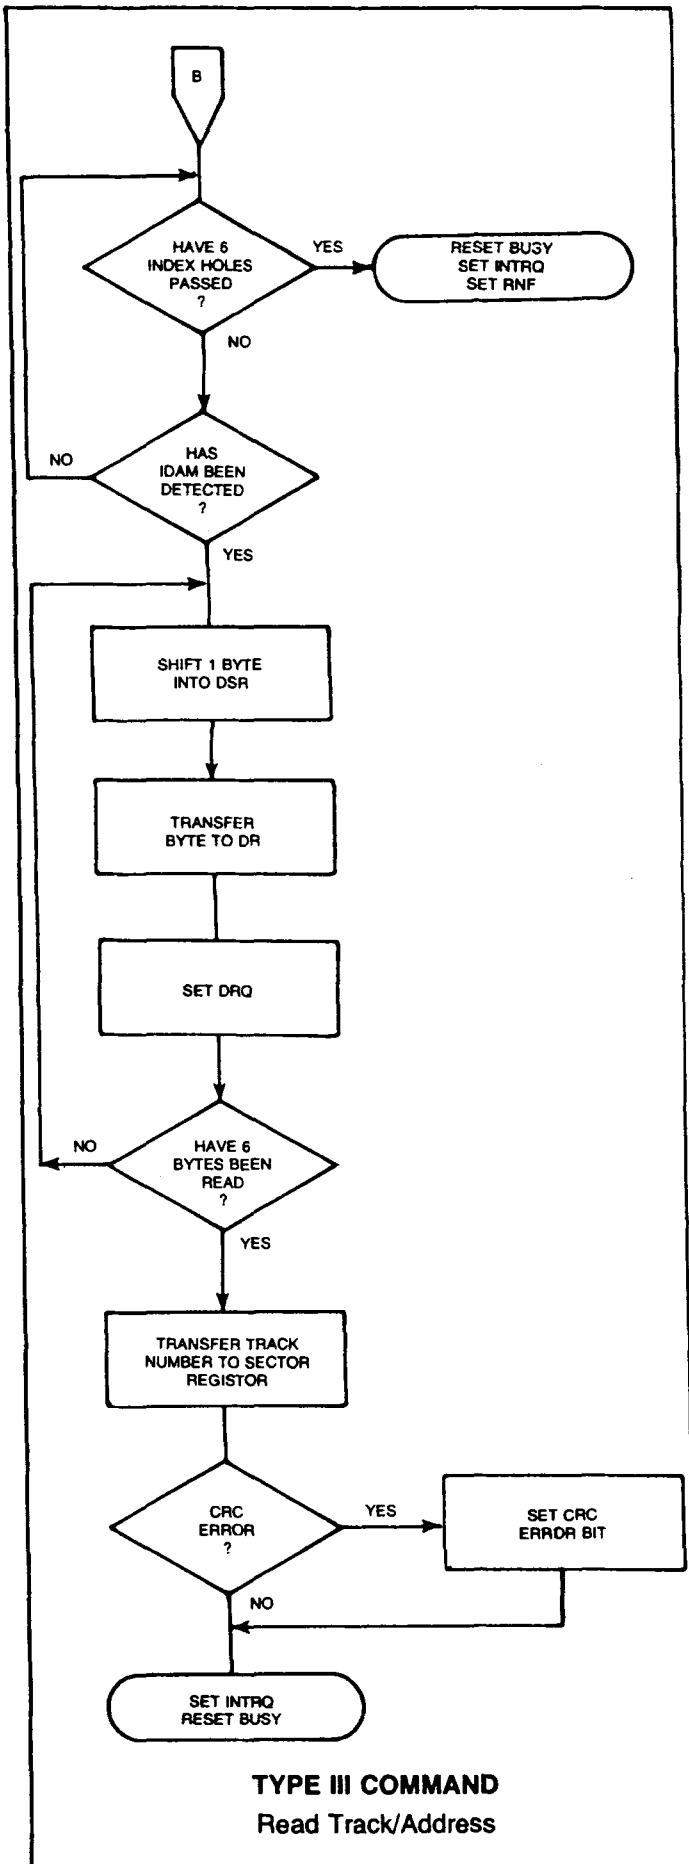 B
HAVE 6
INDEX HOLES
PASSED
?
YES
RESET BUSY
SET INTRQ
SET RNF
NO
HAS
IDAM BEEN
DETECTED
?
NO
YES
SHIFT 1 BYTE
INTO DSR
TRANSFER
BYTE TO DR
SET DRQ
HAVE 6
BYTES BEEN
READ
?
NO
YES
TRANSFER TRACK
NUMBER TO SECTOR
REGISTOR
CRC
ERROR
?
YES
SET CRC
ERROR BIT
NO
SET INTRQ
RESET BUSY
TYPE III COMMAND
Read Track/Address